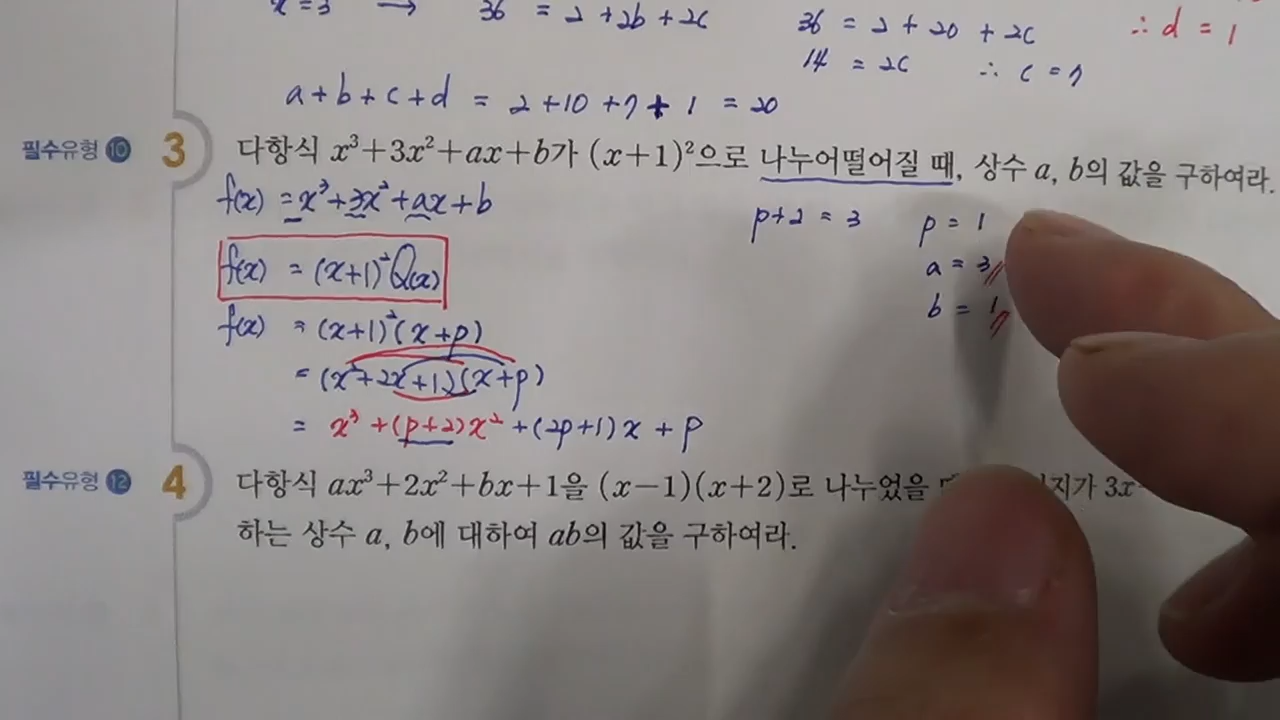 x = 3 → 36 = 2 + 2b + 2c
36 = 2 + 20 + 2c
14 = 2c ∴ c = 7
∴ d = 1
a + b + c + d = 2 + 10 + 7 + 1 = 20
필수유형 10 3 다항식 x³+3x²+ax+b가 (x+1)²으로 나누어떨어질 때, 상수 a, b의 값을 구하여라.
f(x) = x³+3x²+ax+b
p+2 = 3
p = 1
a = 3
b = 1
f(x) = (x+1)²Q(x)
f(x) = (x+1)²(x+p)
= (x²+2x+1)(x+p)
= x³+(p+2)x²+(2p+1)x+p
필수유형 12 4 다항식 ax³+2x²+bx+1을 (x−1)(x+2)로 나누었을 지가 3x
하는 상수 a, b에 대하여 ab의 값을 구하여라.